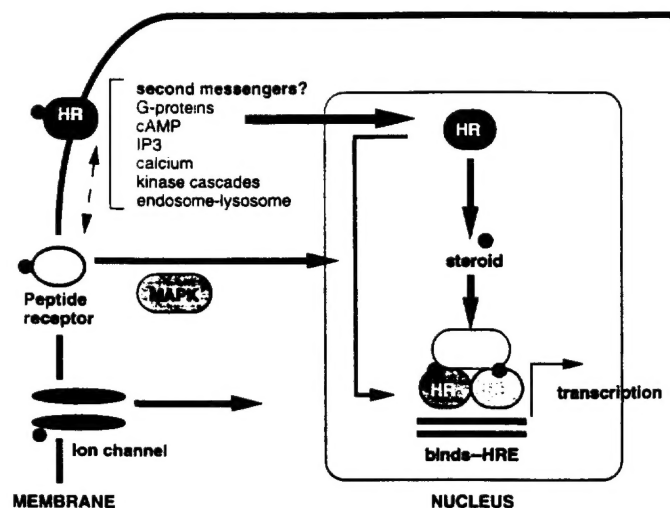 HR
second messengers?
G-proteins
cAMP
IP3
calcium
kinase cascades
endosome-lysosome
HR
steroid
Peptide
receptor
MAPK
HR
transcription
Ion channel
binds-HRE
MEMBRANE
NUCLEUS